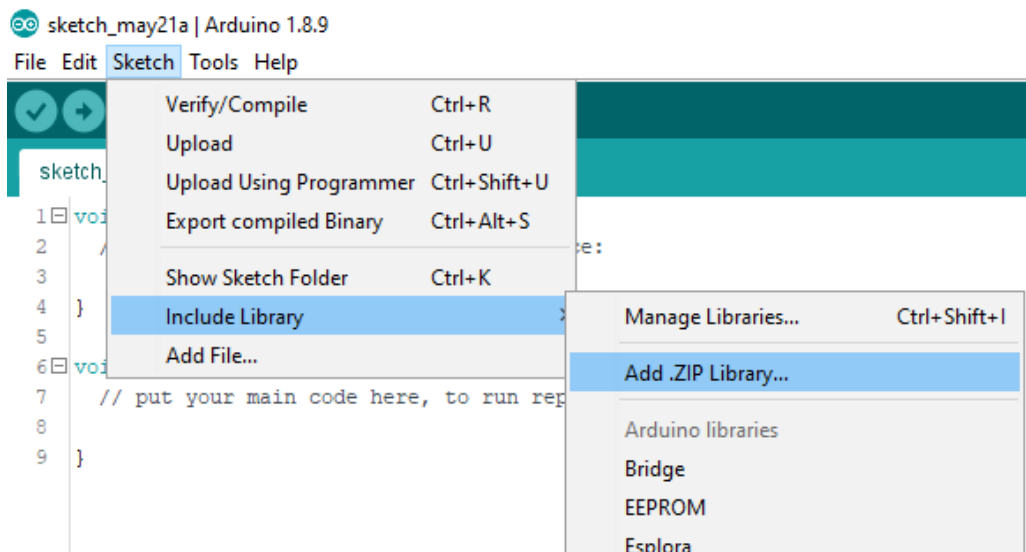 sketch_may21a | Arduino 1.8.9
File Edit Sketch Tools Help
Verify/Compile Ctrl+R
Upload Ctrl+U
Upload Using Programmer Ctrl+Shift+U
Export compiled Binary Ctrl+Alt+S
Show Sketch Folder Ctrl+K
Include Library
Add File...
Manage Libraries... Ctrl+Shift+I
Add .ZIP Library...
Arduino libraries
Bridge
EEPROM
Esplora
sketch_
1 voi
2 /
3
4 }
5
6 voi
7 // put your main code here, to run rep
8
9 }